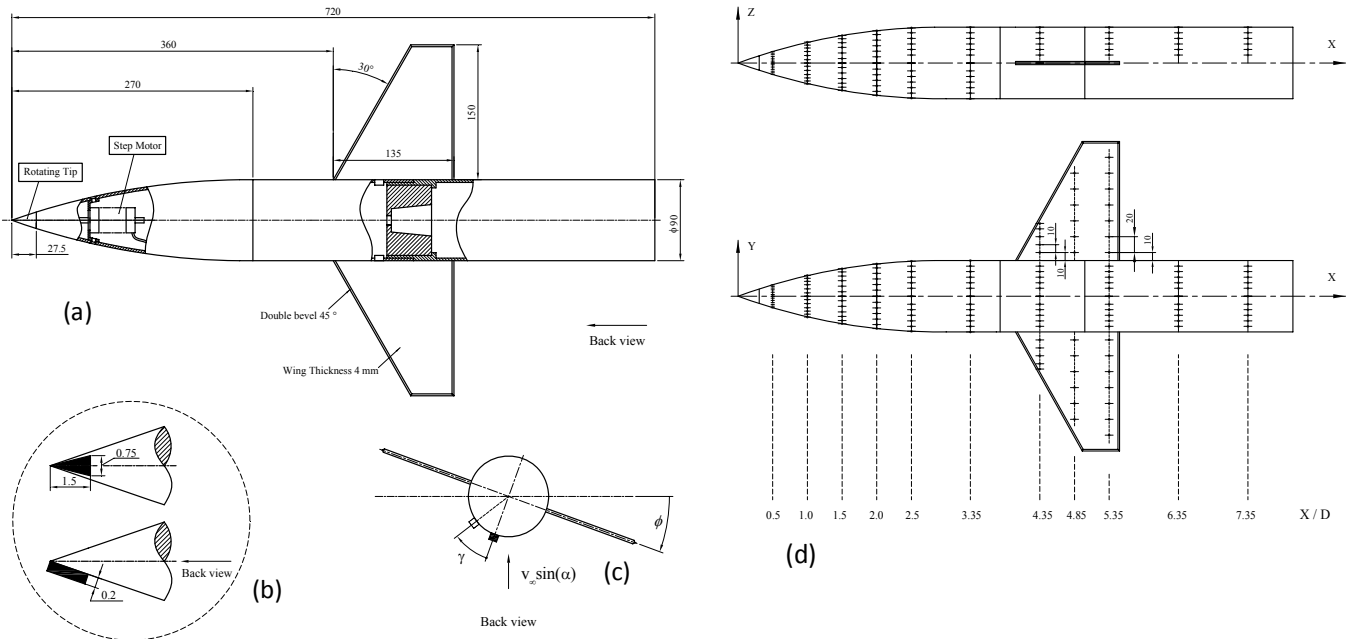 720
360
270
30°
150
135
Step Motor
Rotating Tip
27.5
ϕ90
(a)
Double bevel 45 °
Wing Thickness 4 mm
Back view
0.75
1.5
Back view
0.2
(b)
ϕ
γ
v∞sin(α)
(c)
Back view
Z
X
10
10
20
10
Y
X
0.5 1.0 1.5 2.0 2.5 3.35 4.35 4.85 5.35 6.35 7.35 X / D
(d)